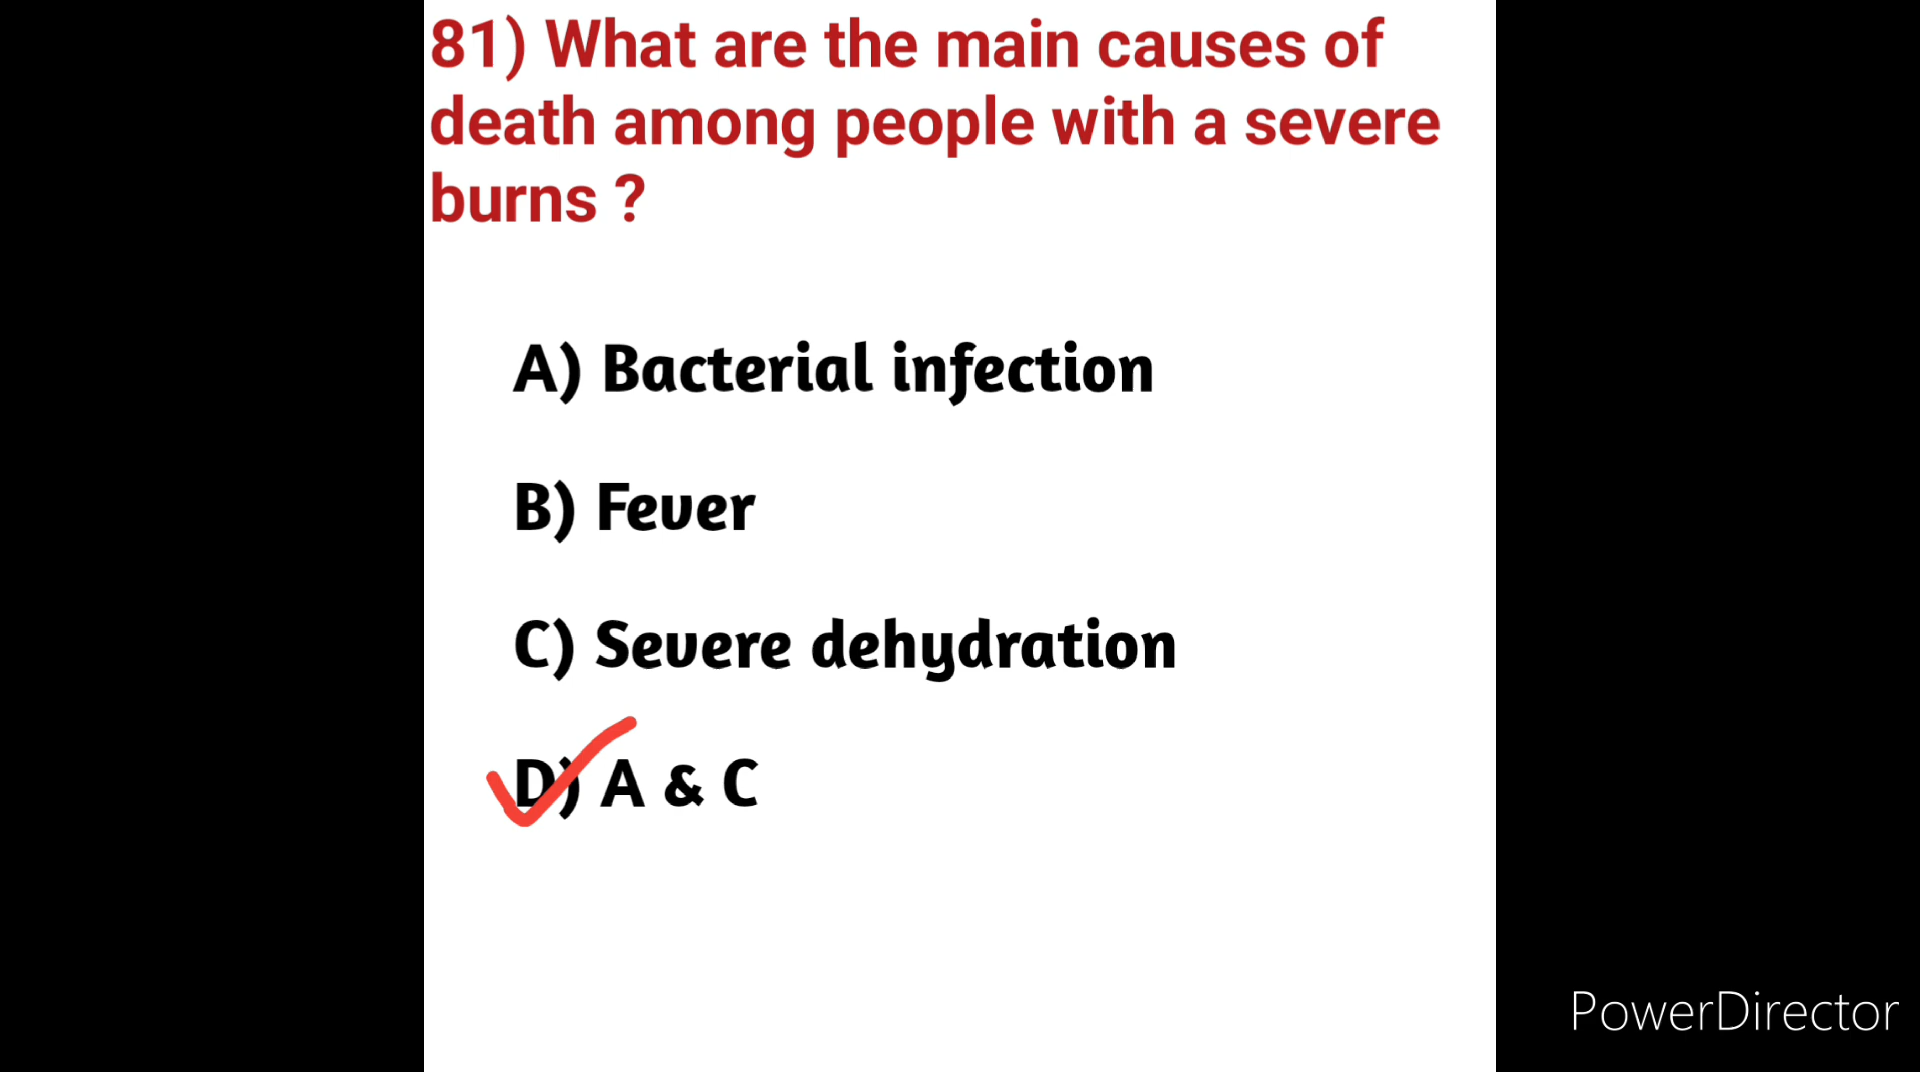 81) What are the main causes of
death among people with a severe
burns ?
A) Bacterial infection
B) Fever
C) Severe dehydration
D) A & C
PowerDirector